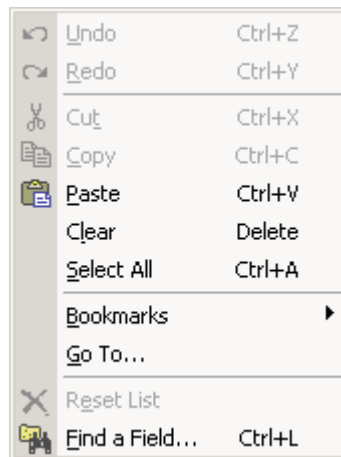 Undo Ctrl+Z
Redo Ctrl+Y
Cut Ctrl+X
Copy Ctrl+C
Paste Ctrl+V
Clear Delete
Select All Ctrl+A
Bookmarks
Go To...
Reset List
Find a Field... Ctrl+L